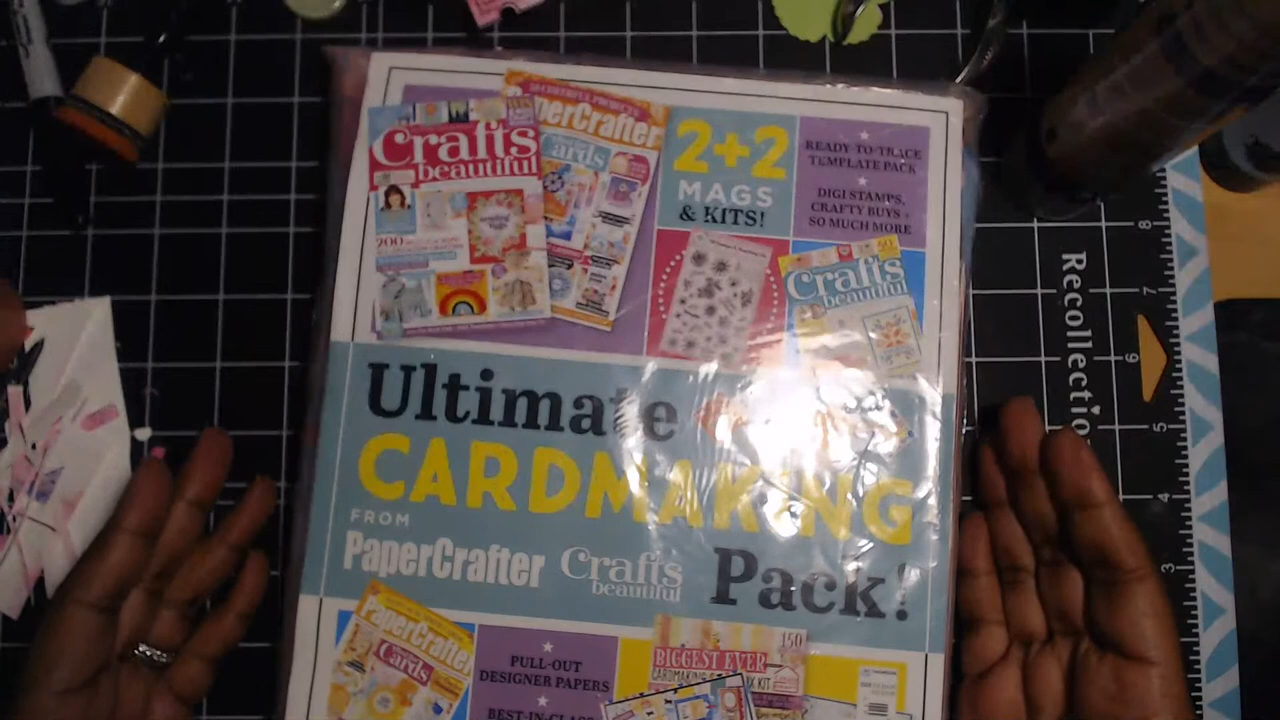 Crafts
beautiful
PaperCrafter
cards
200
2+2
MAGS
& KITS!
READY-TO-TRACE
TEMPLATE PACK
DIGI STAMPS,
CRAFTY BUYS +
SO MUCH MORE
Crafts
beautiful
Ultimate
CARDMAKING
FROM
PaperCrafter
Crafts
beautiful
Pack!
PaperCrafter
Cards
PULL-OUT
DESIGNER PAPERS
BEST-IN-CLASS
BIGGEST EVER
150
8
7
6
5
4
3